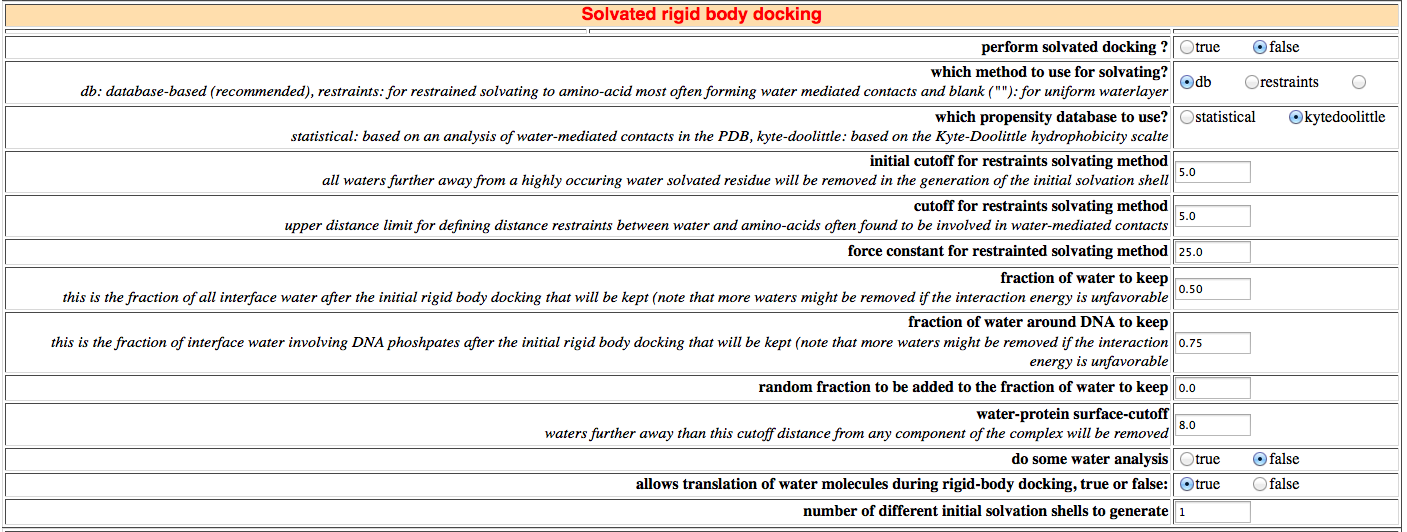 Solvated rigid body docking
perform solvated docking ? true false
which method to use for solvating?
db: database-based (recommended), restraints: for restrained solvating to amino-acid most often forming water mediated contacts and blank (""): for uniform waterlayer
db restraints
which propensity database to use?
statistical: based on an analysis of water-mediated contacts in the PDB, kyte-doolittle: based on the Kyte-Doolittle hydrophobicity scalte
statistical kytedoolittle
initial cutoff for restraints solvating method
all waters further away from a highly occuring water solvated residue will be removed in the generation of the initial solvation shell
5.0
cutoff for restraints solvating method
upper distance limit for defining distance restraints between water and amino-acids often found to be involved in water-mediated contacts
5.0
force constant for restrainted solvating method 25.0
fraction of water to keep
this is the fraction of all interface water after the initial rigid body docking that will be kept (note that more waters might be removed if the interaction energy is unfavorable
0.50
fraction of water around DNA to keep
this is the fraction of interface water involving DNA phoshpates after the initial rigid body docking that will be kept (note that more waters might be removed if the interaction
energy is unfavorable
0.75
random fraction to be added to the fraction of water to keep 0.0
water-protein surface-cutoff
waters further away than this cutoff distance from any component of the complex will be removed
8.0
do some water analysis true false
allows translation of water molecules during rigid-body docking, true or false: true false
number of different initial solvation shells to generate 1